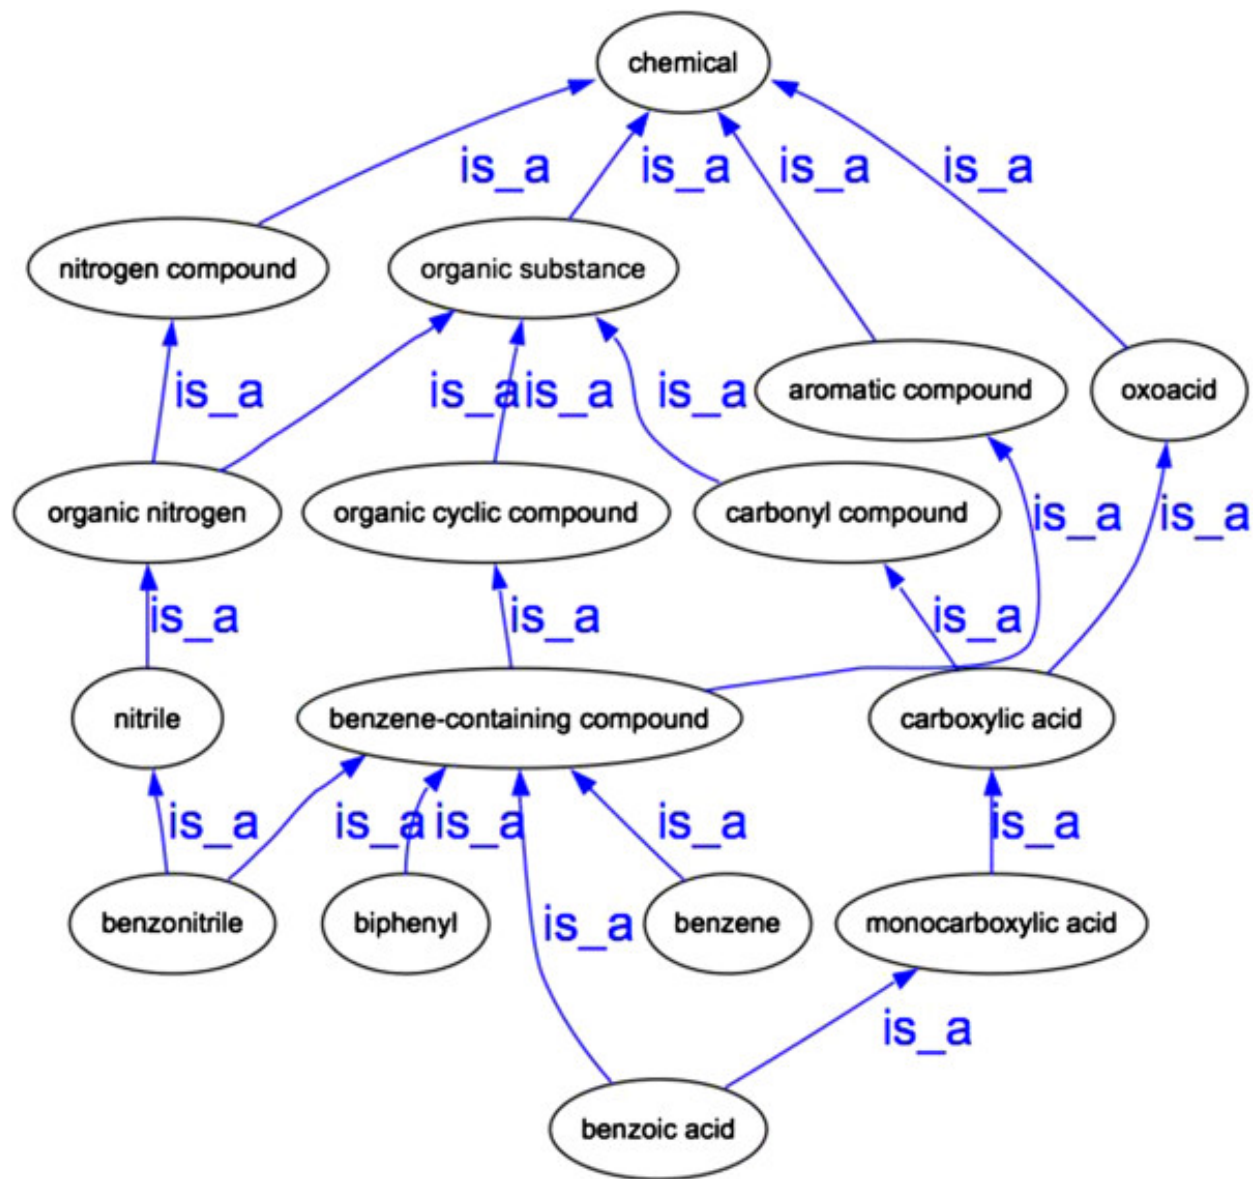 chemical
is_a
is_a
is_a
is_a
nitrogen compound
organic substance
aromatic compound
oxoacid
is_a
is_a
is_a
is_a
organic nitrogen
organic cyclic compound
carbonyl compound
is_a
is_a
is_a
is_a
is_a
nitrile
benzene-containing compound
carboxylic acid
is_a
is_a
is_a
is_a
is_a
benzonitrile
biphenyl
benzene
monocarboxylic acid
is_a
is_a
benzoic acid